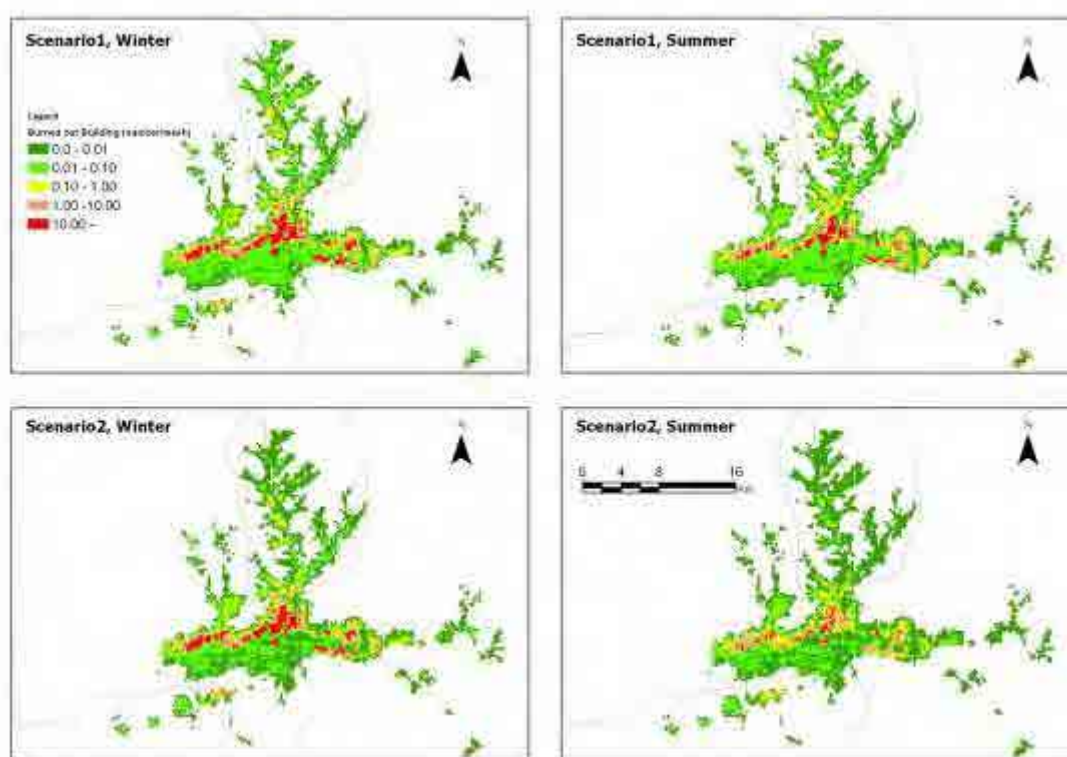 Scenario1, Winter
Scenario1, Summer
N
N
Legend
Burned out Building
0.0 - 0.01
0.01 - 0.10
0.10 - 1.00
1.00 -10.00
10.00 -
Scenario2, Winter
Scenario2, Summer
N
N
4 8 16